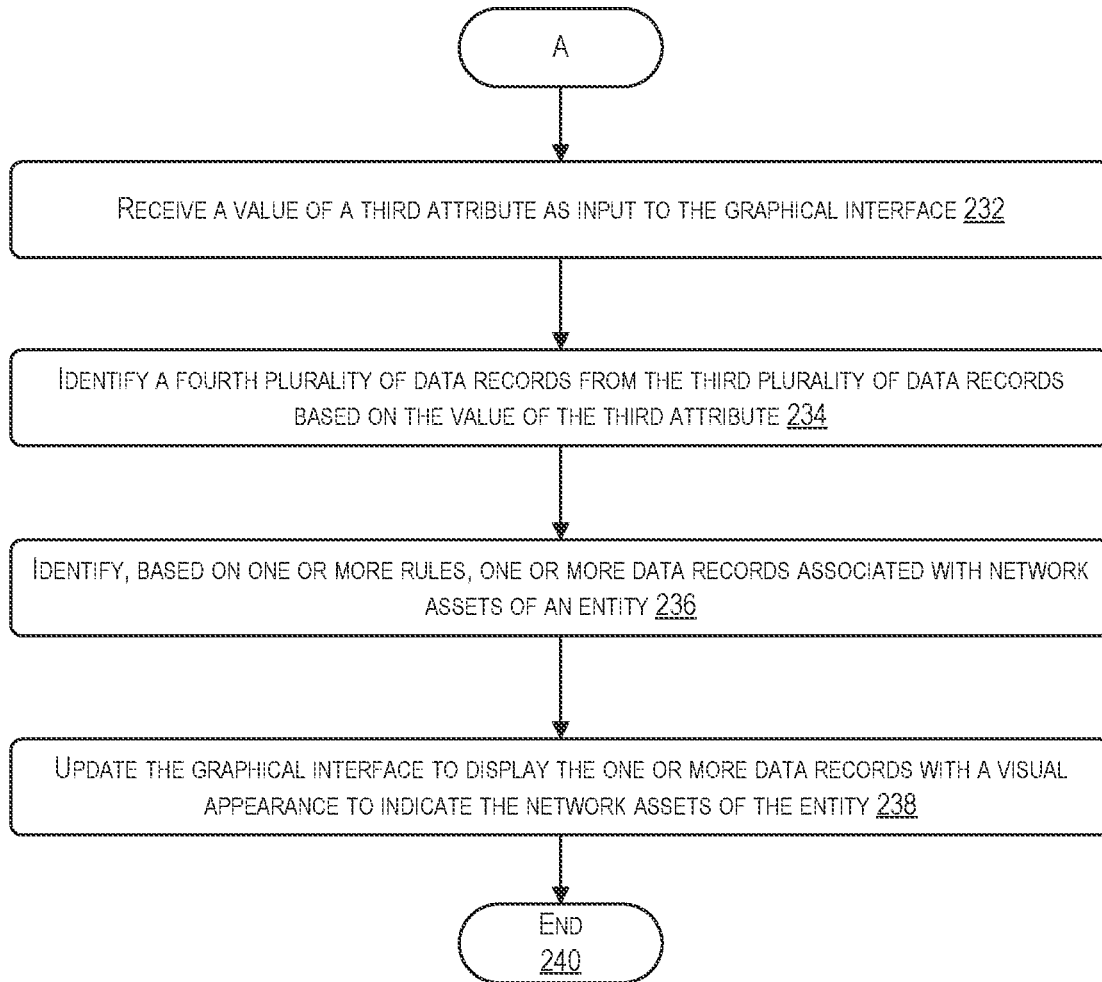 A
RECEIVE A VALUE OF A THIRD ATTRIBUTE AS INPUT TO THE GRAPHICAL INTERFACE 232
IDENTIFY A FOURTH PLURALITY OF DATA RECORDS FROM THE THIRD PLURALITY OF DATA RECORDS
BASED ON THE VALUE OF THE THIRD ATTRIBUTE 234
IDENTIFY, BASED ON ONE OR MORE RULES, ONE OR MORE DATA RECORDS ASSOCIATED WITH NETWORK
ASSETS OF AN ENTITY 236
UPDATE THE GRAPHICAL INTERFACE TO DISPLAY THE ONE OR MORE DATA RECORDS WITH A VISUAL
APPEARANCE TO INDICATE THE NETWORK ASSETS OF THE ENTITY 238
END
240